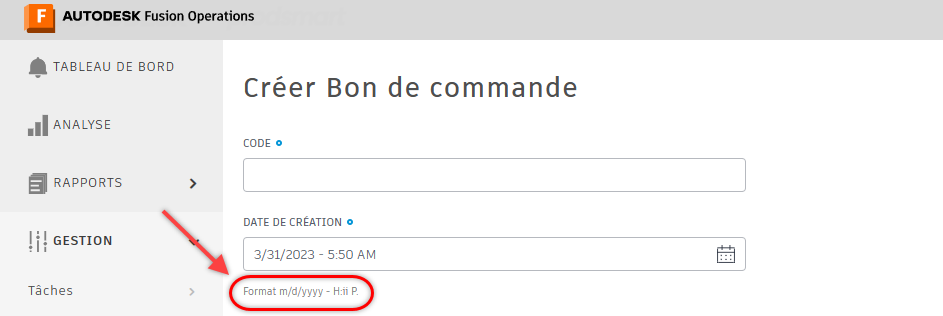 F AUTODESK Fusion Operations
TABLEAU DE BORD
ANALYSE
RAPPORTS
GESTION
Tâches
Créer Bon de commande
CODE
DATE DE CRÉATION
3/31/2023 - 5:50 AM
Format m/d/yyyy - H:ii P.